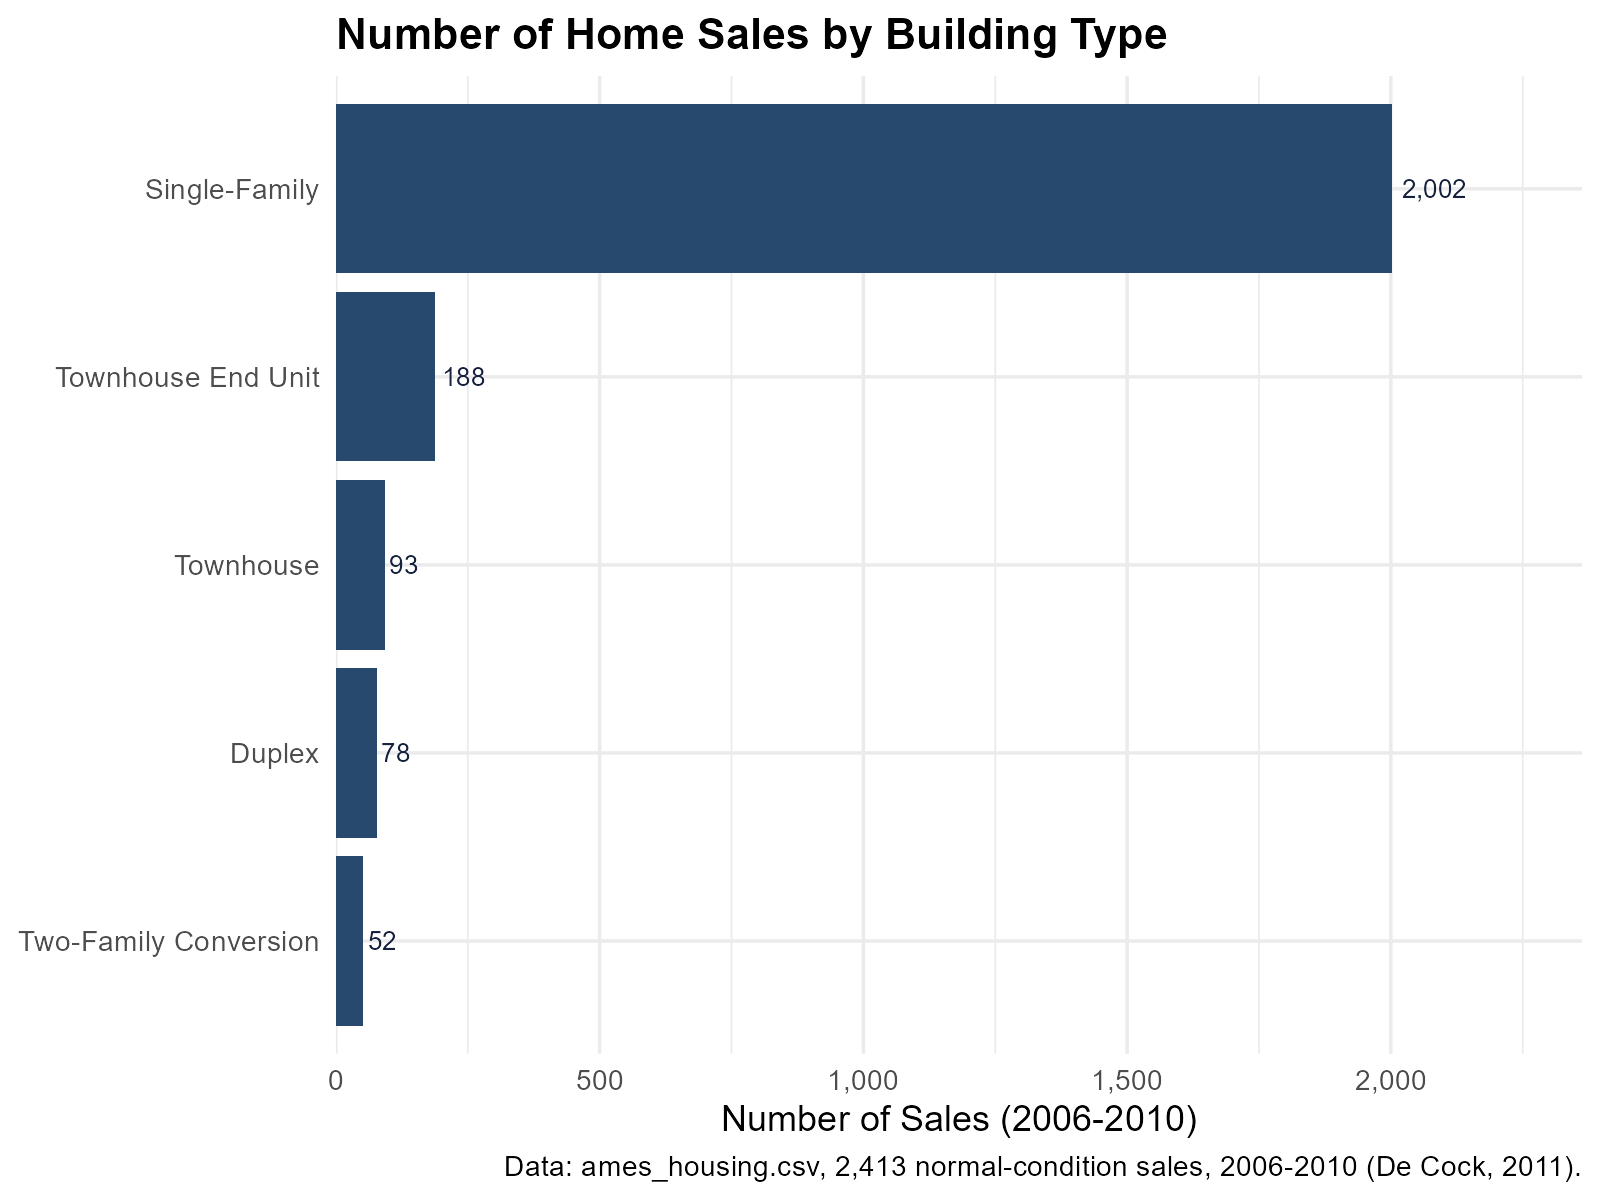 Number of Home Sales by Building Type
Single-Family
2,002
Townhouse End Unit
188
Townhouse
93
Duplex
78
Two-Family Conversion
52
0 500 1,000 1,500 2,000
Number of Sales (2006-2010)
Data: ames_housing.csv, 2,413 normal-condition sales, 2006-2010 (De Cock, 2011).